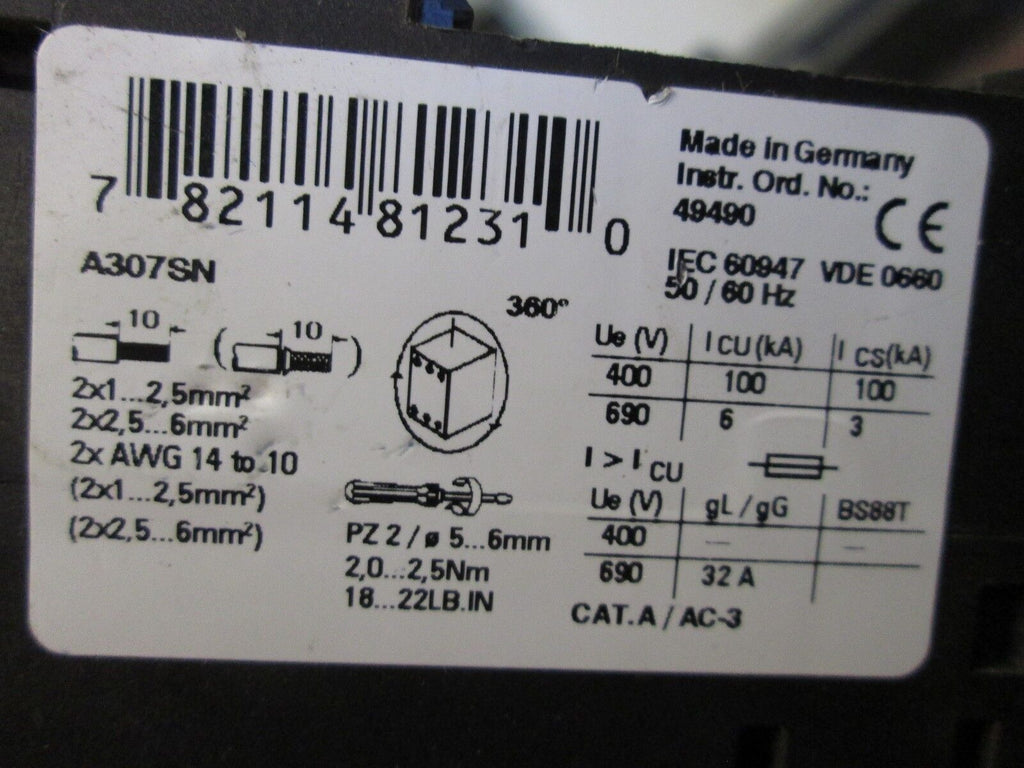 7 82114 81231 0
Made in Germany
Instr. Ord. No.:
49490
CE
A307SN
IEC 60947 VDE 0660
50 / 60 Hz
10
( 10 )
2x1...2,5mm²
2x2,5...6mm²
2x AWG 14 to 10
(2x1...2,5mm²)
(2x2,5...6mm²)
360°
PZ 2 / ø 5...6mm
2,0...2,5Nm
18...22LB.IN
Ue (V) I CU (kA) I CS(kA)
400 100 100
690 6 3
I > I CU
Ue (V) gL / gG BS88T
400 — —
690 32 A
CAT. A / AC-3